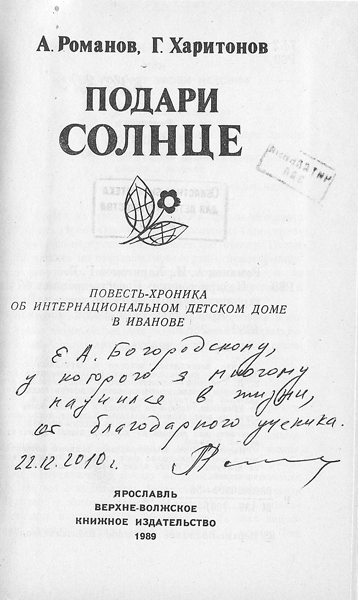 А. Романов, Г. Харитонов
ПОДАРИ
СОЛНЦЕ
ПОВЕСТЬ-ХРОНИКА
ОБ ИНТЕРНАЦИОНАЛЬНОМ ДЕТСКОМ ДОМЕ
В ИВАНОВЕ
Е. А. Богородскому,
у которого я многому
научился в жизни,
от благодарного ученика.
22.12.2010 г.
ЯРОСЛАВЛЬ
ВЕРХНЕ-ВОЛЖСКОЕ
КНИЖНОЕ ИЗДАТЕЛЬСТВО
1989